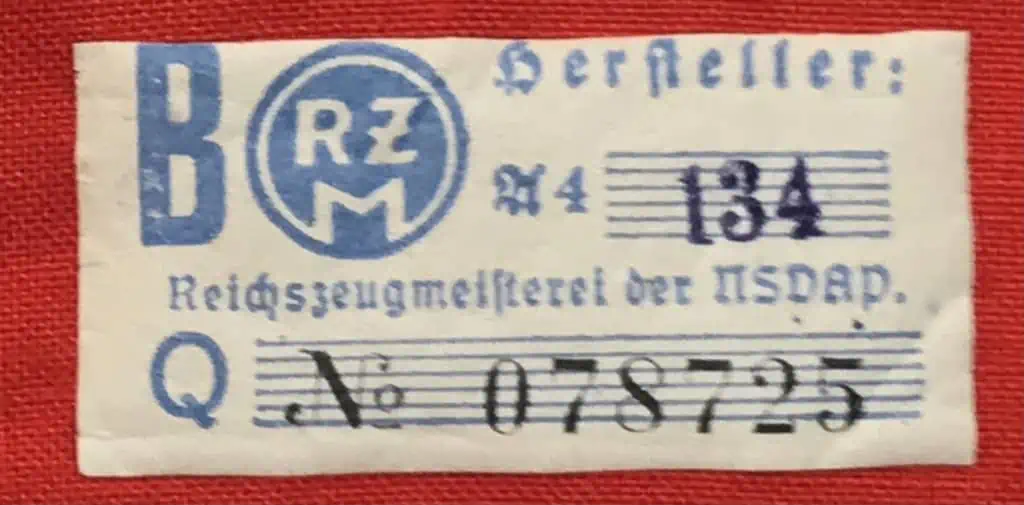 B RZM Hersteller:
A4 134
Reichszeugmeisterei der NSDAP.
Q № 078725